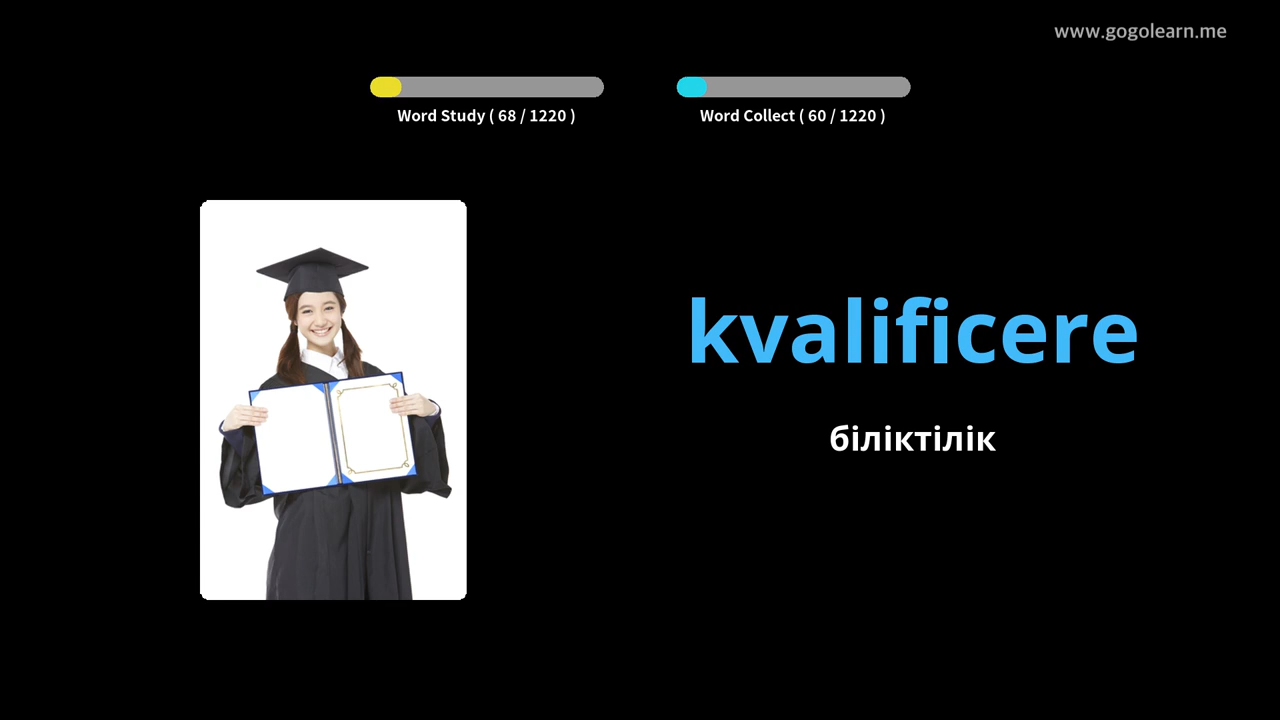 www.gogolearn.me
Word Study ( 68 / 1220 )
Word Collect ( 60 / 1220 )
kvalificere
біліктілік